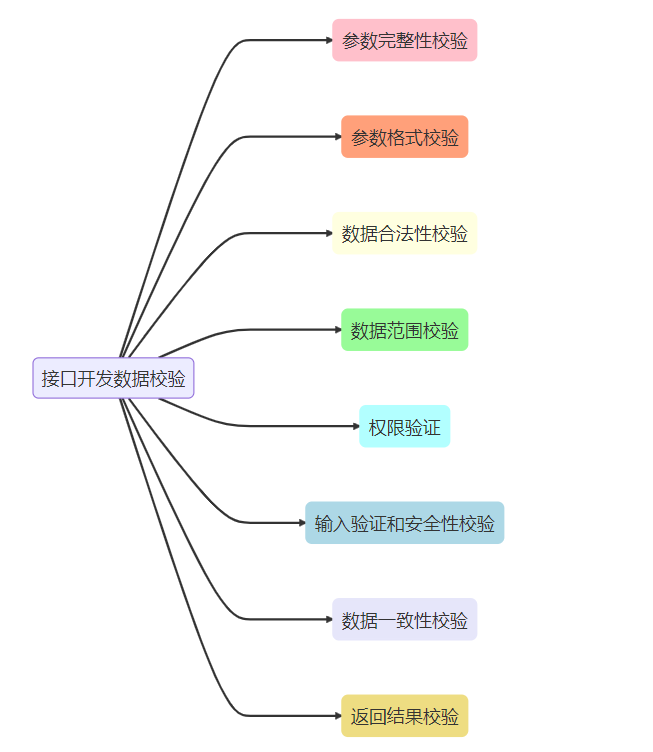 参数完整性校验
参数格式校验
数据合法性校验
数据范围校验
接口开发数据校验
权限验证
输入验证和安全性校验
数据一致性校验
返回结果校验